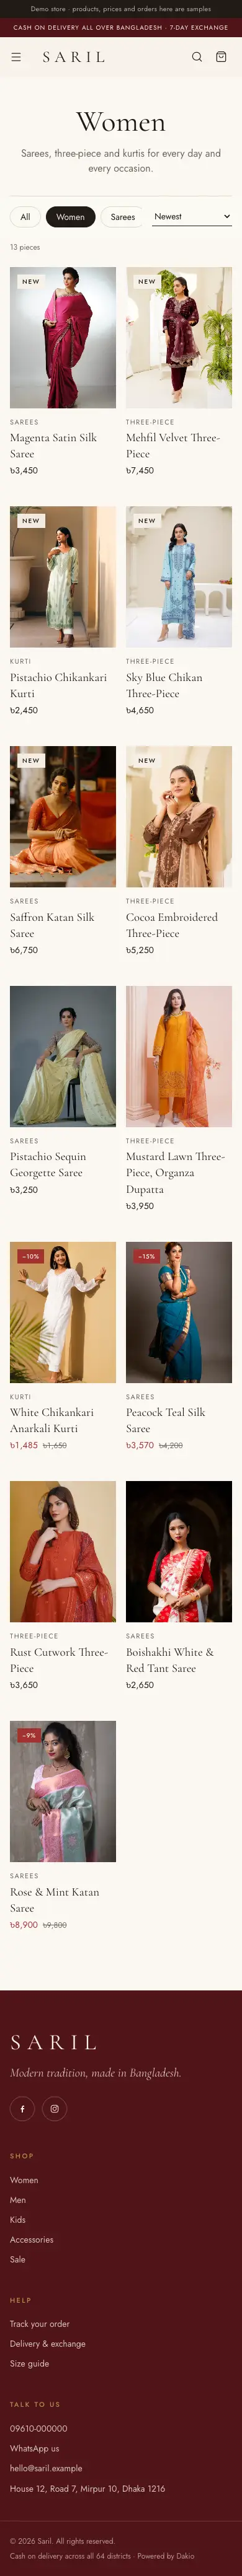 Demo store · products, prices and orders here are samples
CASH ON DELIVERY ALL OVER BANGLADESH · 7-DAY EXCHANGE
SARIL
Women
Sarees, three-piece and kurtis for every day and
every occasion.
All
Women
Sarees
Newest
13 pieces
NEW
NEW
SAREES
Magenta Satin Silk
Saree
৳3,450
THREE-PIECE
Mehfil Velvet Three-
Piece
৳7,450
NEW
NEW
KURTI
Pistachio Chikankari
Kurti
৳2,450
THREE-PIECE
Sky Blue Chikan
Three-Piece
৳4,650
NEW
NEW
SAREES
Saffron Katan Silk
Saree
৳6,750
THREE-PIECE
Cocoa Embroidered
Three-Piece
৳5,250
SAREES
Pistachio Sequin
Georgette Saree
৳3,250
THREE-PIECE
Mustard Lawn Three-
Piece, Organza
Dupatta
৳3,950
−10%
−15%
KURTI
White Chikankari
Anarkali Kurti
৳1,485 ৳1,650
SAREES
Peacock Teal Silk
Saree
৳3,570 ৳4,200
THREE-PIECE
Rust Cutwork Three-
Piece
৳3,650
SAREES
Boishakhi White &
Red Tant Saree
৳2,650
−9%
SAREES
Rose & Mint Katan
Saree
৳8,900 ৳9,800
SARIL
Modern tradition, made in Bangladesh.
SHOP
Women
Men
Kids
Accessories
Sale
HELP
Track your order
Delivery & exchange
Size guide
TALK TO US
09610-000000
WhatsApp us
hello@saril.example
House 12, Road 7, Mirpur 10, Dhaka 1216
© 2026 Saril. All rights reserved.
Cash on delivery across all 64 districts · Powered by Dakio